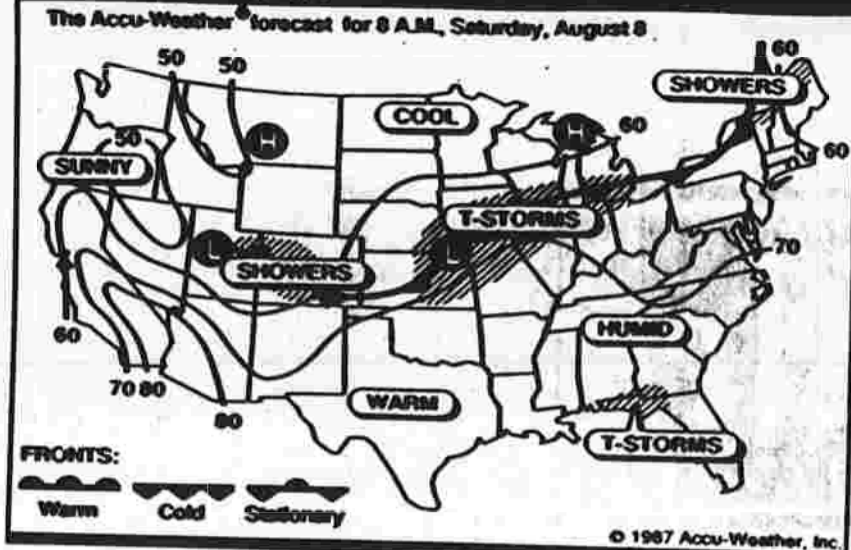 The Accu-Weather® forecast for 8 A.M., Saturday, August 8
50
50
60
SHOWERS
COOL
H
H
60
50
SUNNY
60
T-STORMS
L
L
SHOWERS
70
60
HUMID
70 80
80
WARM
T-STORMS
FRONTS:
Warm
Cold
Stationary
© 1987 Accu-Weather, Inc.